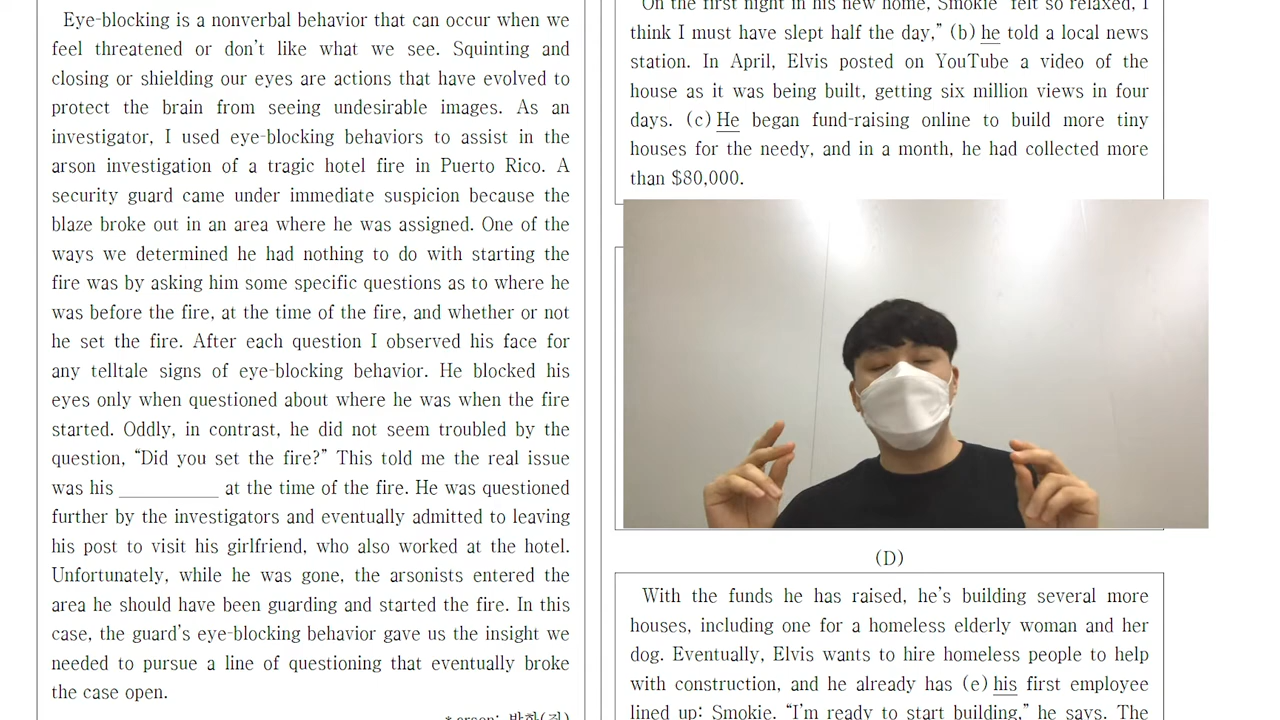 Eye-blocking is a nonverbal behavior that can occur when we
feel threatened or don't like what we see. Squinting and
closing or shielding our eyes are actions that have evolved to
protect the brain from seeing undesirable images. As an
investigator, I used eye-blocking behaviors to assist in the
arson investigation of a tragic hotel fire in Puerto Rico. A
security guard came under immediate suspicion because the
blaze broke out in an area where he was assigned. One of the
ways we determined he had nothing to do with starting the
fire was by asking him some specific questions as to where he
was before the fire, at the time of the fire, and whether or not
he set the fire. After each question I observed his face for
any telltale signs of eye-blocking behavior. He blocked his
eyes only when questioned about where he was when the fire
started. Oddly, in contrast, he did not seem troubled by the
question, “Did you set the fire?” This told me the real issue
was his __________ at the time of the fire. He was questioned
further by the investigators and eventually admitted to leaving
his post to visit his girlfriend, who also worked at the hotel.
Unfortunately, while he was gone, the arsonists entered the
area he should have been guarding and started the fire. In this
case, the guard's eye-blocking behavior gave us the insight we
needed to pursue a line of questioning that eventually broke
the case open.
* arson: 방화(죄)
On the first night in his new home, Smokie “felt so relaxed, I
think I must have slept half the day,” (b) he told a local news
station. In April, Elvis posted on YouTube a video of the
house as it was being built, getting six million views in four
days. (c) He began fund-raising online to build more tiny
houses for the needy, and in a month, he had collected more
than $80,000.
(D)
With the funds he has raised, he's building several more
houses, including one for a homeless elderly woman and her
dog. Eventually, Elvis wants to hire homeless people to help
with construction, and he already has (e) his first employee
lined up: Smokie. “I'm ready to start building,” he says. The